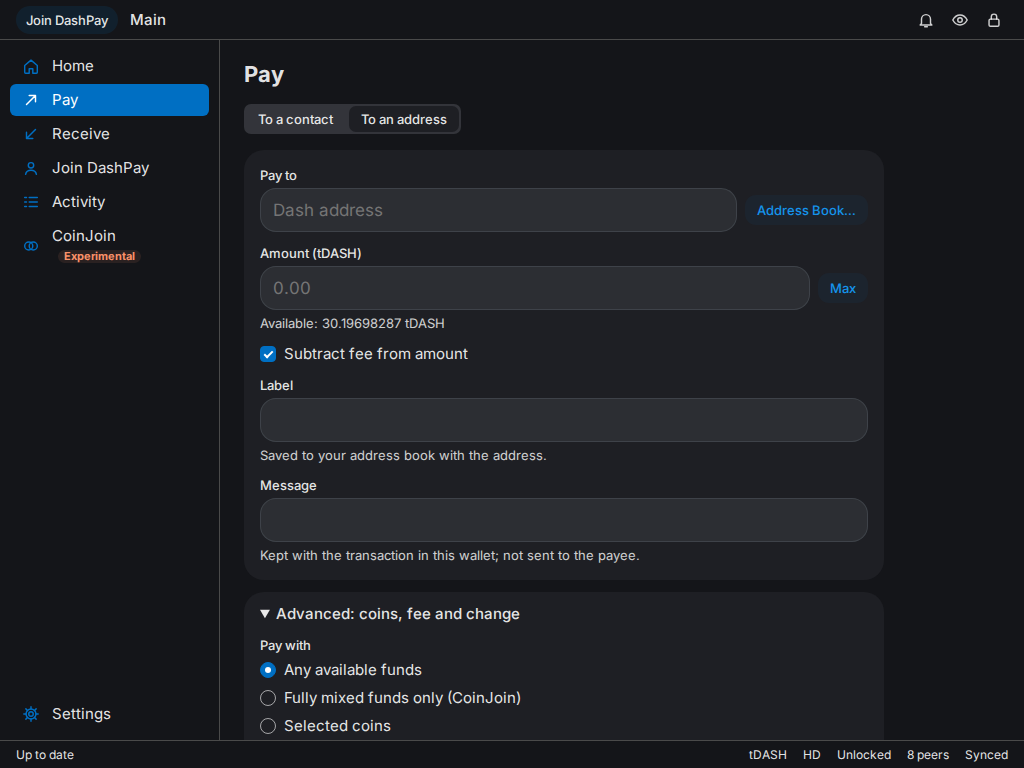 Join DashPay Main
Home
Pay
Receive
Join DashPay
Activity
CoinJoin
Experimental
Settings
Pay
To a contact To an address
Pay to
Dash address Address Book...
Amount (tDASH)
0.00 Max
Available: 30.19698287 tDASH
Subtract fee from amount
Label
Saved to your address book with the address.
Message
Kept with the transaction in this wallet; not sent to the payee.
Advanced: coins, fee and change
Pay with
Any available funds
Fully mixed funds only (CoinJoin)
Selected coins
Up to date tDASH HD Unlocked 8 peers Synced